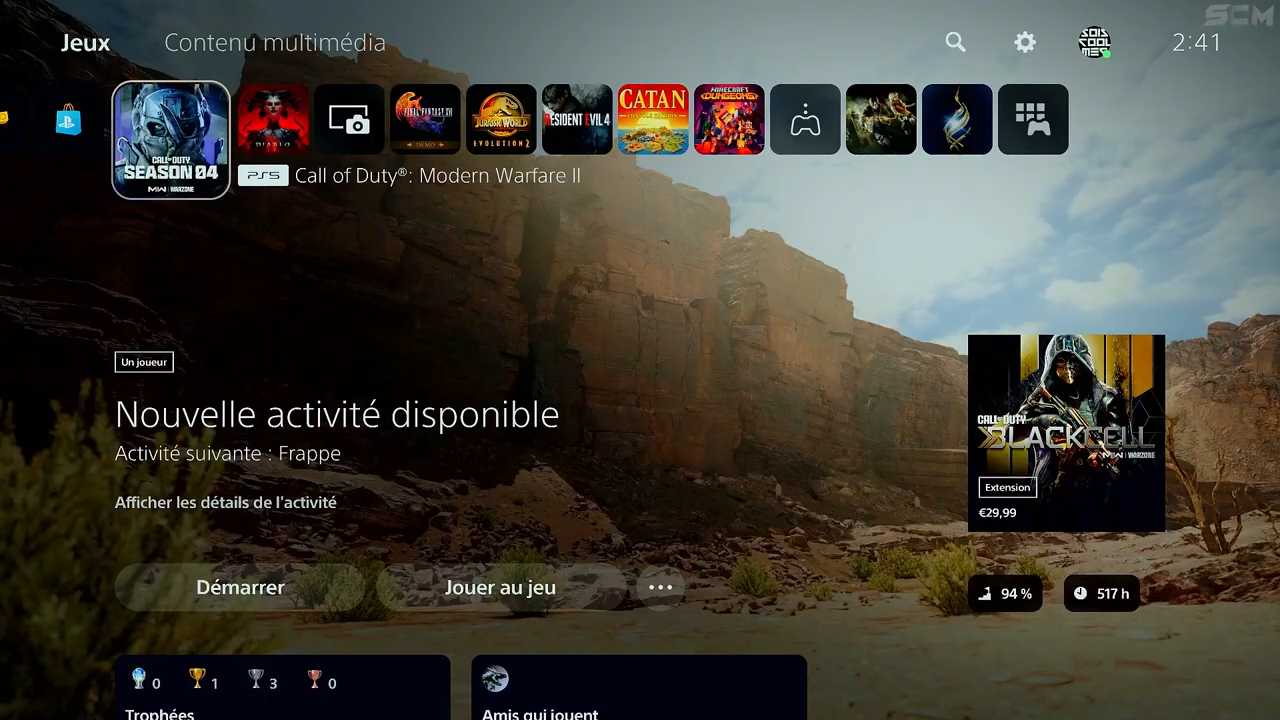 SCM
Jeux
Contenu multimédia
SOIS
COOL
MEC
2:41
CALL OF DUTY
SEASON 04
MWII | WARZONE
DIABLO
FINAL FANTASY XVI
DEMO
JURASSIC WORLD
EVOLUTION 2
RESIDENT EVIL 4
CATAN
MINECRAFT
DUNGEONS
PS5 Call of Duty®: Modern Warfare II
Un joueur
Nouvelle activité disponible
Activité suivante : Frappe
Afficher les détails de l'activité
CALL OF DUTY
BLACKCELL
MWII | WARZONE
Extension
€29,99
Démarrer
Jouer au jeu
94 %
517 h
0
1
3
0
Trophées
Amis qui jouent